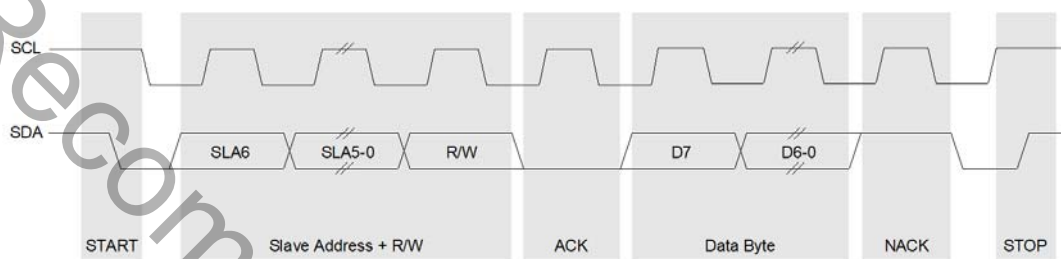 SCL
SDA
SLA6 SLA5-0 R/W D7 D6-0
START Slave Address + R/W ACK Data Byte NACK STOP